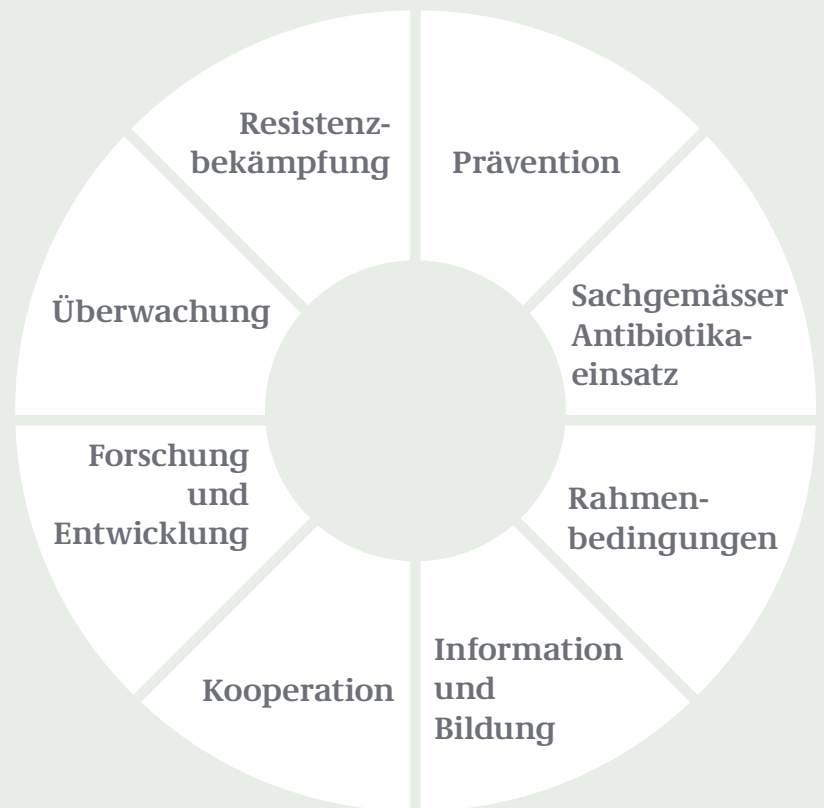 Resistenz-
bekämpfung
Prävention
Sachgemässer
Antibiotika-
einsatz
Rahmen-
bedingungen
Information
und
Bildung
Kooperation
Forschung
und
Entwicklung
Überwachung